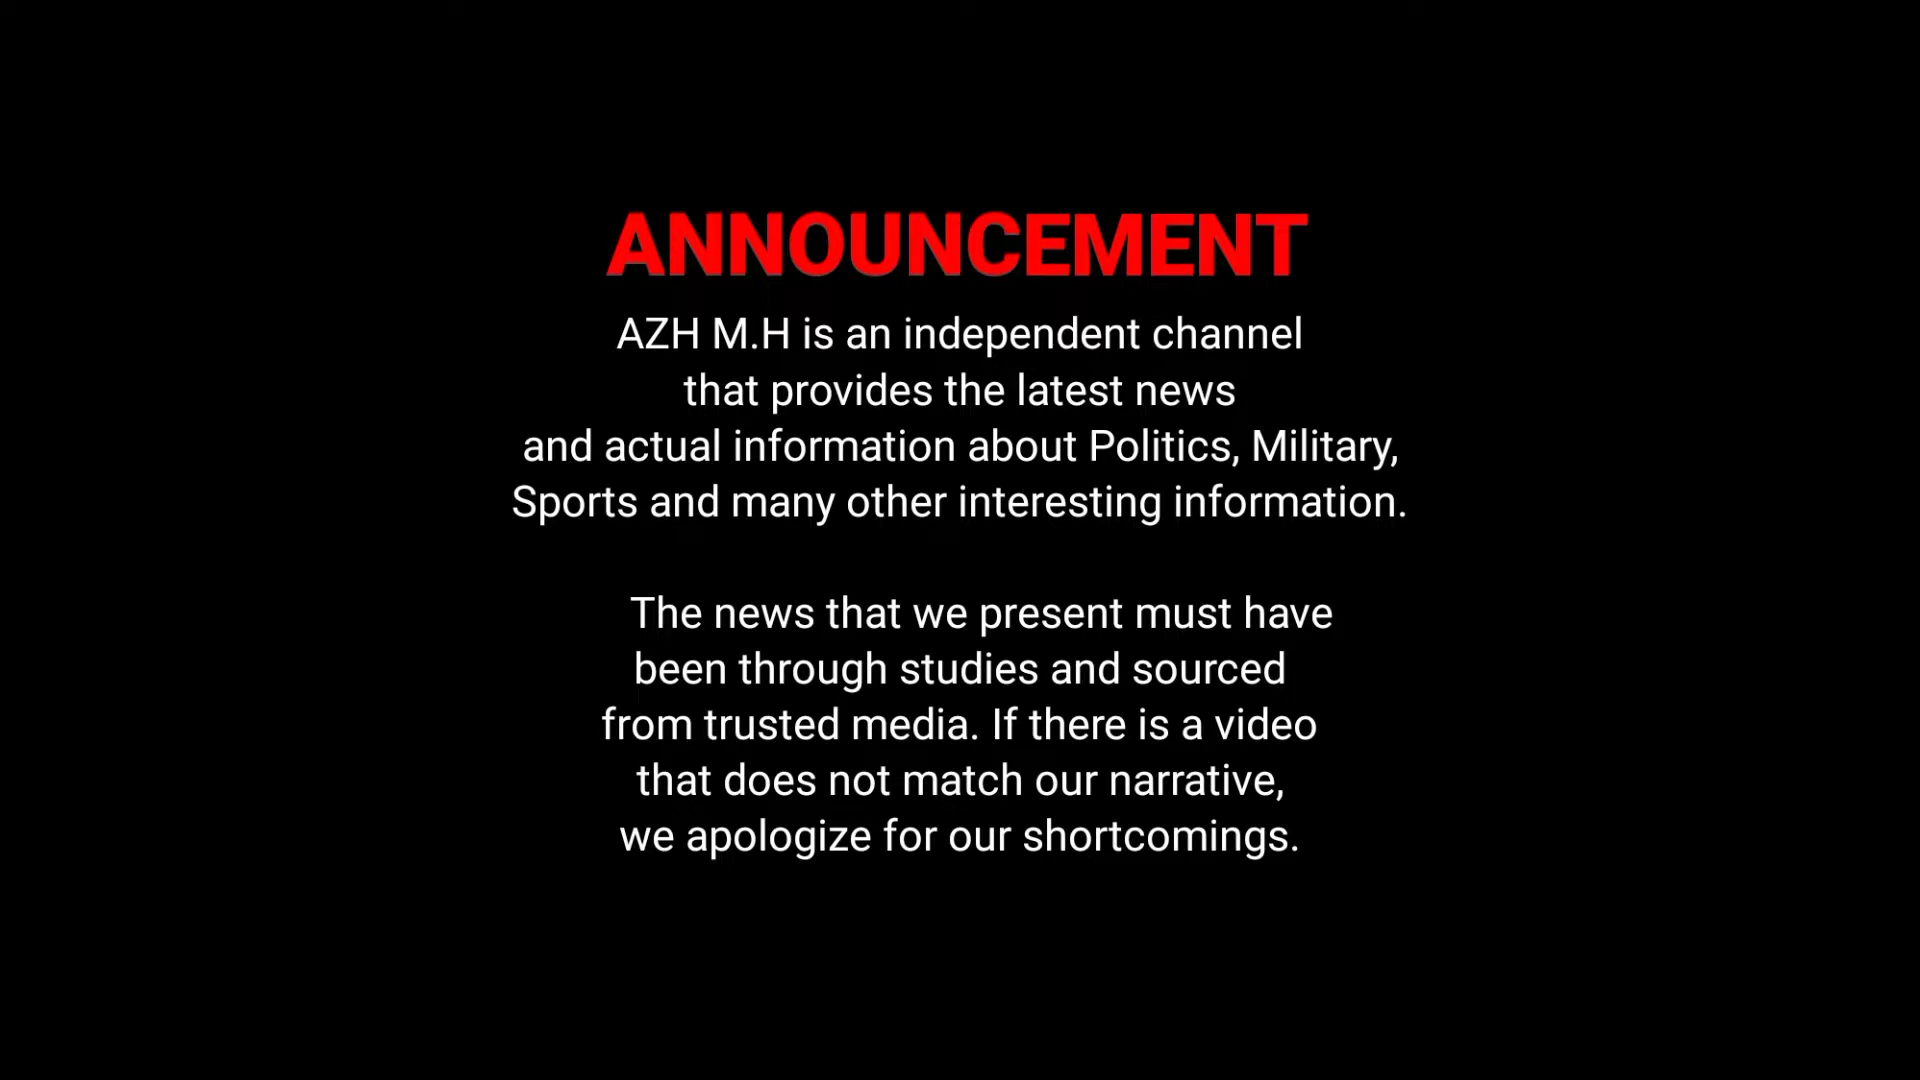 ANNOUNCEMENT
AZH M.H is an independent channel
that provides the latest news
and actual information about Politics, Military,
Sports and many other interesting information.
The news that we present must have
been through studies and sourced
from trusted media. If there is a video
that does not match our narrative,
we apologize for our shortcomings.